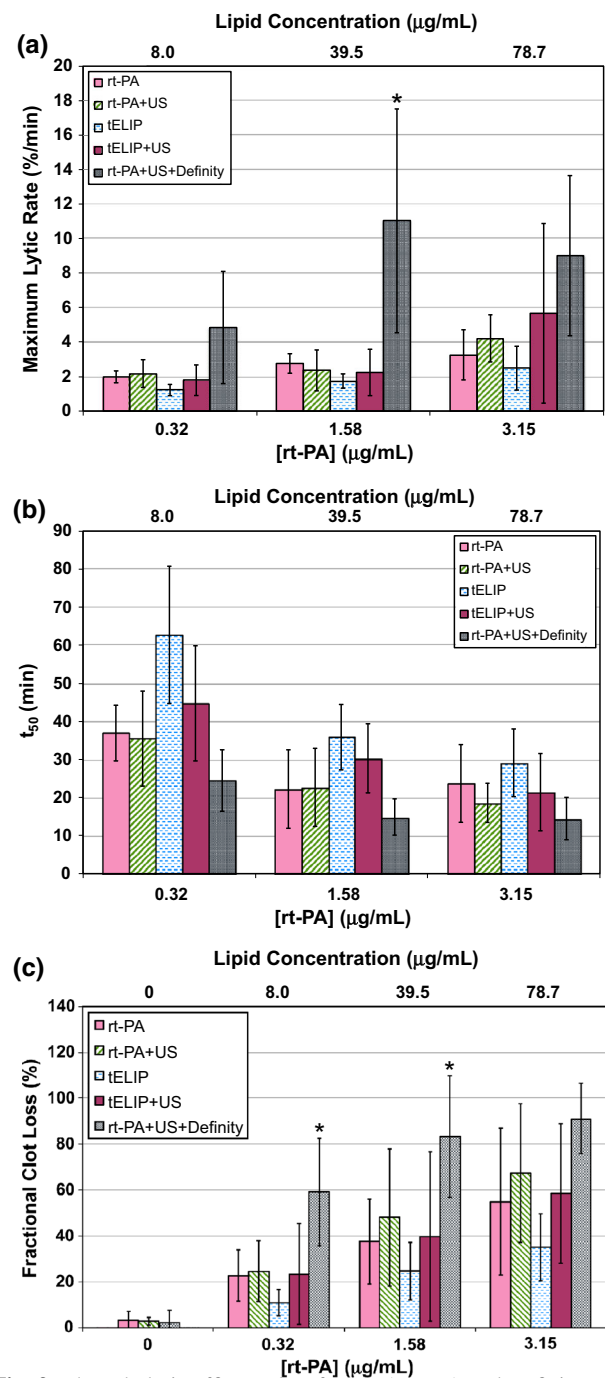 Lipid Concentration (μg/mL)
(a)
8.0 39.5 78.7
20
18
16
14
12
10
8
6
4
2
0
Maximum Lytic Rate (%/min)
rt-PA
rt-PA+US
tELIP
tELIP+US
rt-PA+US+Definity
*
0.32 1.58 3.15
[rt-PA] (μg/mL)
Lipid Concentration (μg/mL)
(b)
8.0 39.5 78.7
90
80
70
60
50
40
30
20
10
0
t50 (min)
rt-PA
rt-PA+US
tELIP
tELIP+US
rt-PA+US+Definity
0.32 1.58 3.15
[rt-PA] (μg/mL)
Lipid Concentration (μg/mL)
(c)
0 8.0 39.5 78.7
140
120
100
80
60
40
20
0
Fractional Clot Loss (%)
rt-PA
rt-PA+US
tELIP
tELIP+US
rt-PA+US+Definity
* *
0 0.32 1.58 3.15
[rt-PA] (μg/mL)